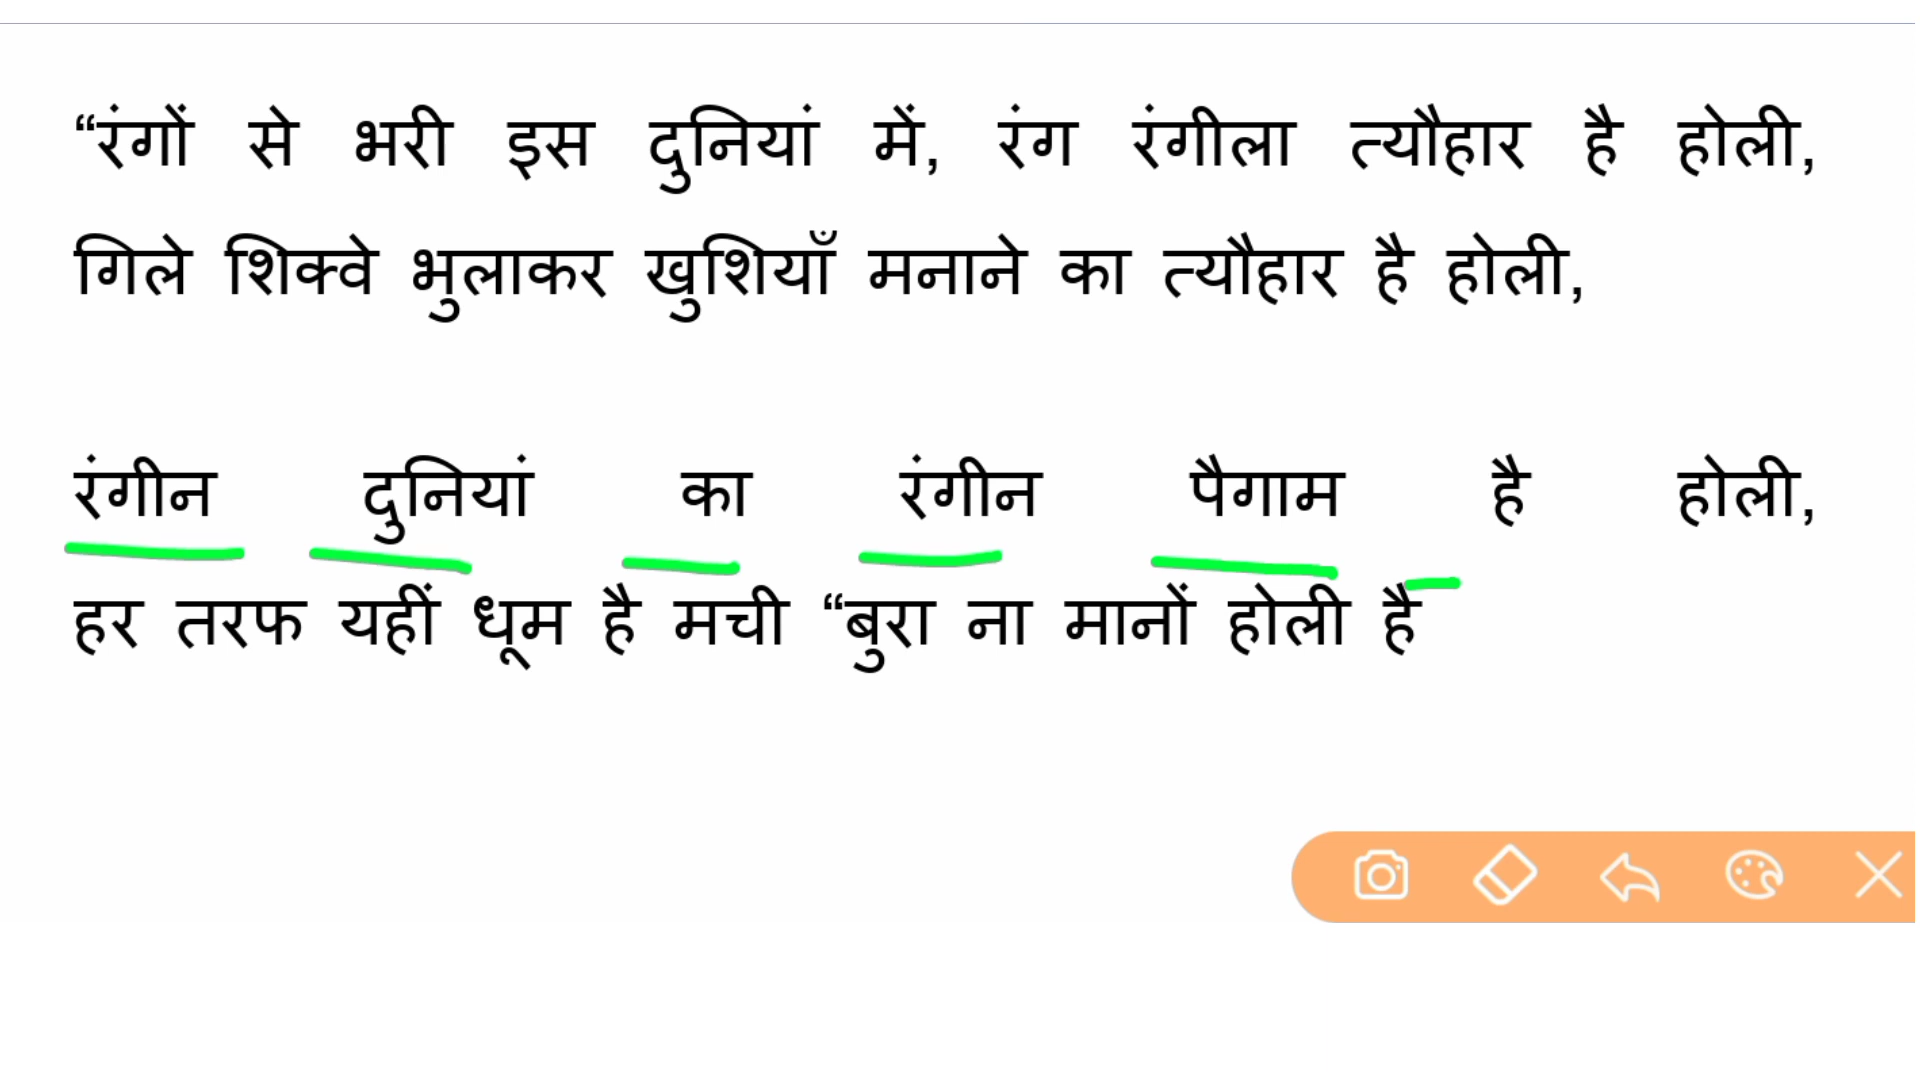 “रंगों से भरी इस दुनियां में, रंग रंगीला त्यौहार है होली,
गिले शिक्वे भुलाकर खुशियाँ मनाने का त्यौहार है होली,
रंगीन दुनियां का रंगीन पैगाम है होली,
हर तरफ यहीं धूम है मची “बुरा ना मानों होली है